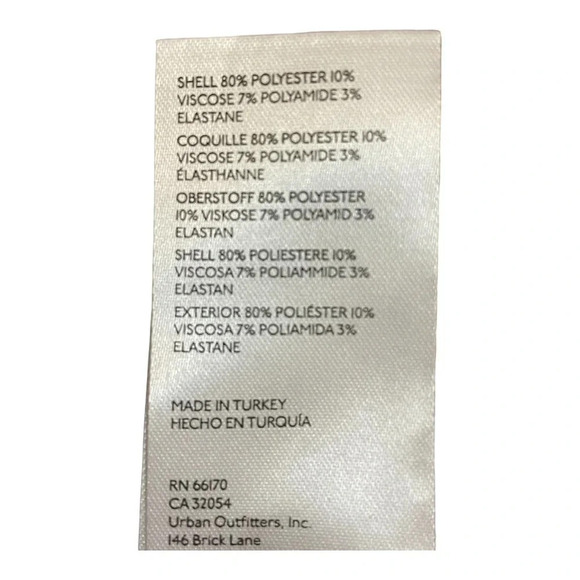 SHELL 80% POLYESTER 10%
VISCOSE 7% POLYAMIDE 3%
ELASTANE
COQUILLE 80% POLYESTER 10%
VISCOSE 7% POLYAMIDE 3%
ÉLASTHANNE
OBERSTOFF 80% POLYESTER
10% VISKOSE 7% POLYAMID 3%
ELASTAN
SHELL 80% POLIESTERE 10%
VISCOSA 7% POLIAMMIDE 3%
ELASTAN
EXTERIOR 80% POLIÉSTER 10%
VISCOSA 7% POLIAMIDA 3%
ELASTANE
MADE IN TURKEY
HECHO EN TURQUÍA
RN 66170
CA 32054
Urban Outfitters, Inc.
146 Brick Lane